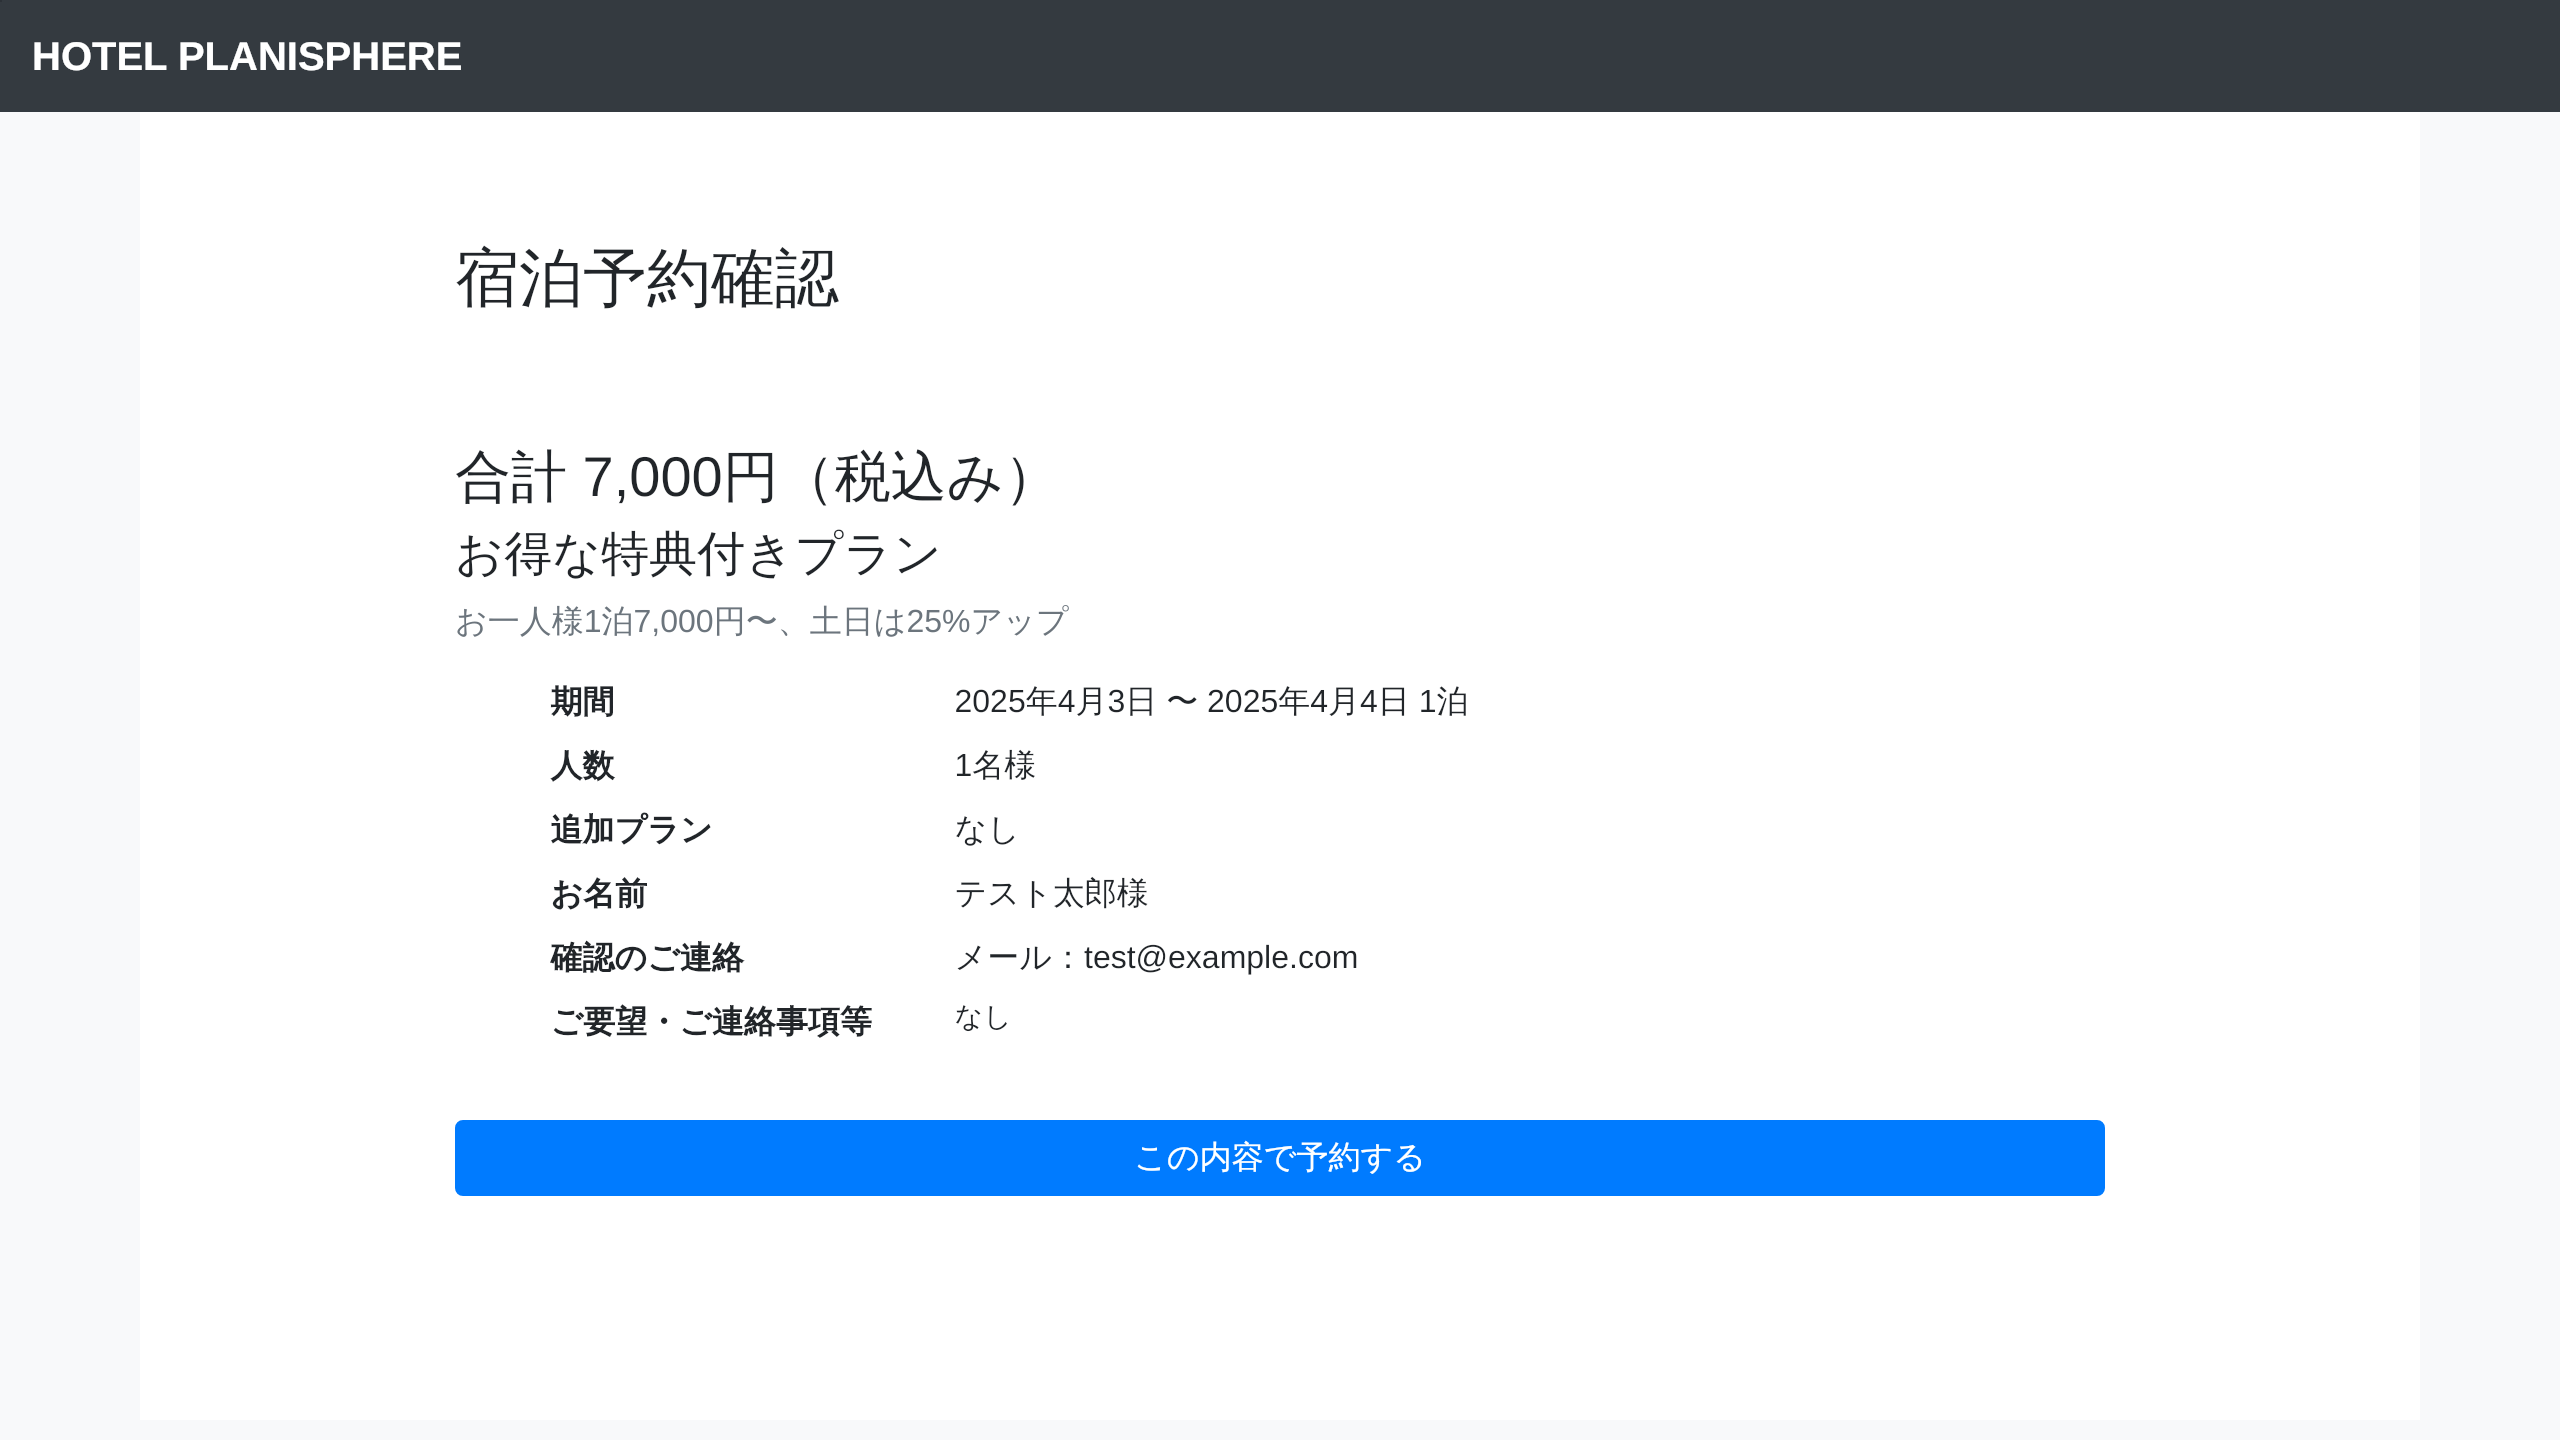 HOTEL PLANISPHERE
宿泊予約確認
合計 7,000円（税込み）
お得な特典付きプラン
お一人様1泊7,000円〜、土日は25%アップ
期間 2025年4月3日 〜 2025年4月4日 1泊
人数 1名様
追加プラン なし
お名前 テスト太郎様
確認のご連絡 メール：test@example.com
ご要望・ご連絡事項等 なし
この内容で予約する